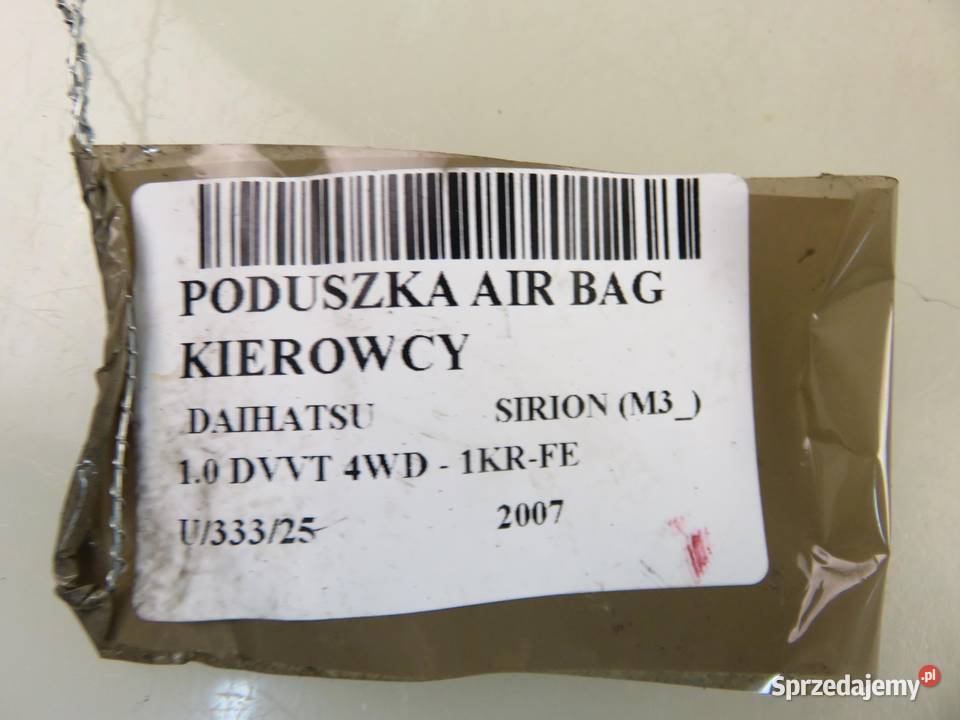 PODUSZKA AIR BAG
KIEROWCY
DAIHATSU SIRION (M3_)
1.0 DVVT 4WD - 1KR-FE
U/333/25 2007
Sprzedajemy.pl